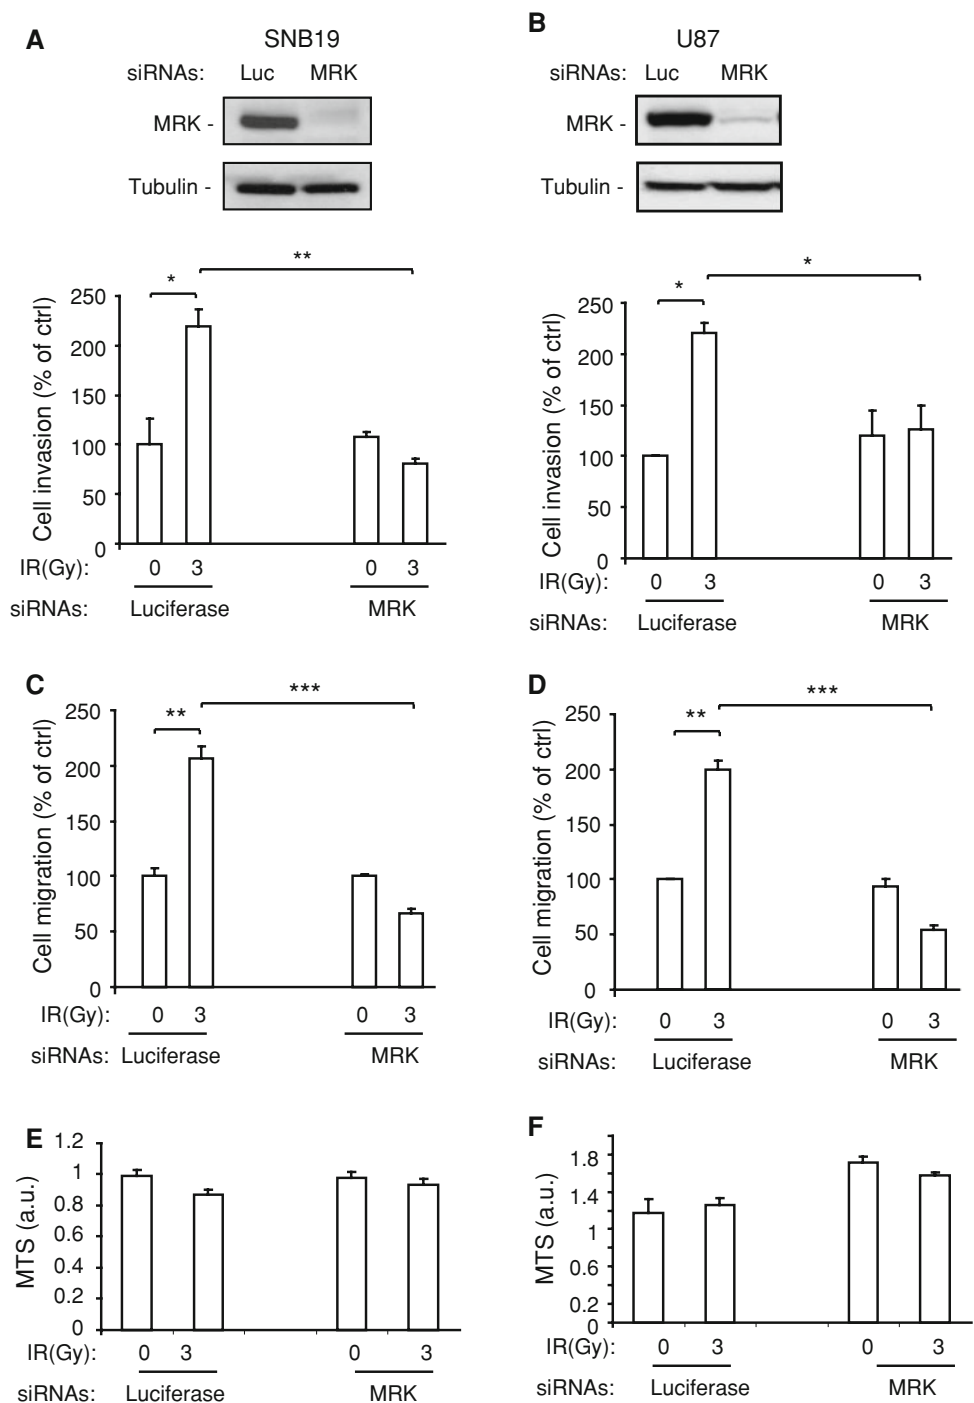 A
SNB19
siRNAs: Luc MRK
MRK -
Tubulin -
**
*
Cell invasion (% of ctrl)
250
200
150
100
50
0
IR(Gy): 0 3 0 3
siRNAs: Luciferase MRK
B
U87
siRNAs: Luc MRK
MRK -
Tubulin -
*
*
Cell invasion (% of ctrl)
250
200
150
100
50
0
IR(Gy): 0 3 0 3
siRNAs: Luciferase MRK
C
***
**
Cell migration (% of ctrl)
250
200
150
100
50
0
IR(Gy): 0 3 0 3
siRNAs: Luciferase MRK
D
***
**
Cell migration (% of ctrl)
250
200
150
100
50
0
IR(Gy): 0 3 0 3
siRNAs: Luciferase MRK
E
MTS (a.u.)
1.2
1
0.8
0.6
0.4
0.2
0
IR(Gy): 0 3 0 3
siRNAs: Luciferase MRK
F
MTS (a.u.)
1.8
1.4
1
0.6
0.2
0
IR(Gy): 0 3 0 3
siRNAs: Luciferase MRK